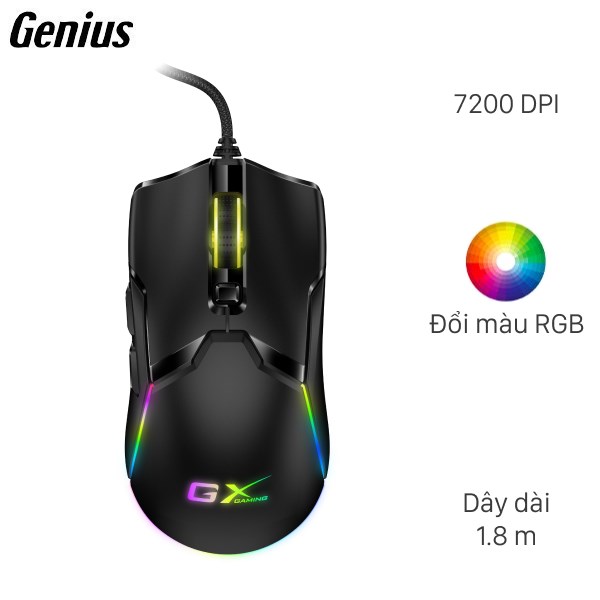 Genius
7200 DPI
Đổi màu RGB
GX
GAMING
Dây dài
1.8 m